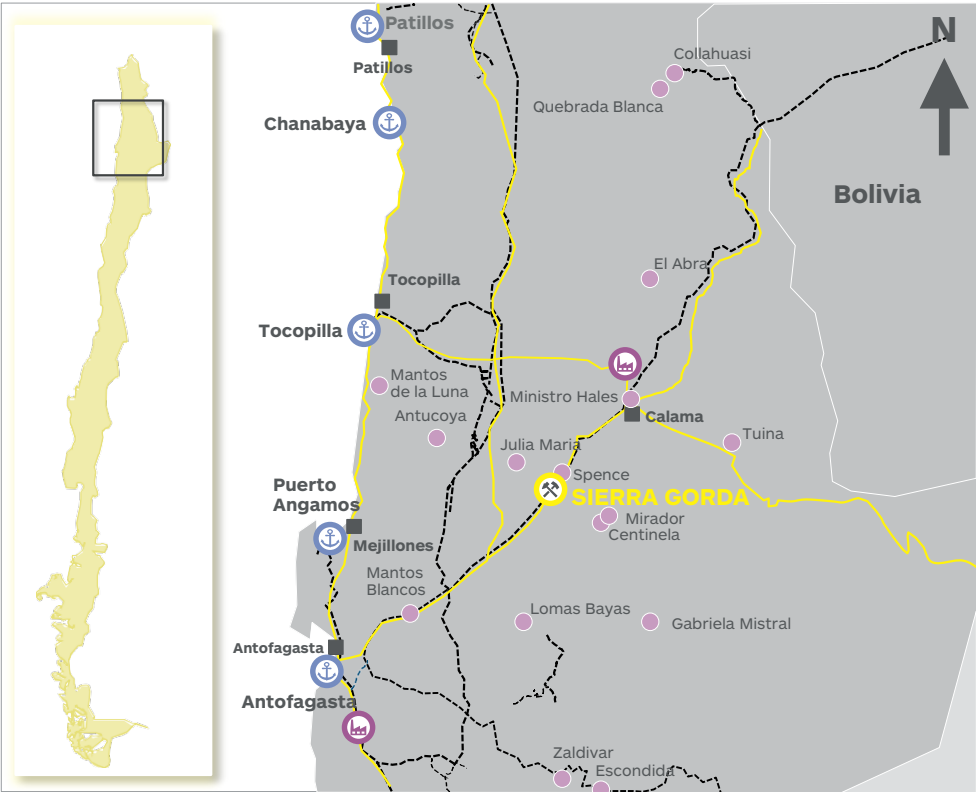 Patillos
Patillos
N
Collahuasi
Quebrada Blanca
Chanabaya
Bolivia
El Abra
Tocopilla
Tocopilla
Mantos
de la Luna
Ministro Hales
Antucoya
Calama
Julia Maria
Tuina
Spence
SIERRA GORDA
Puerto
Angamos
Mirador
Centinela
Mejillones
Mantos
Blancos
Lomas Bayas
Gabriela Mistral
Antofagasta
Antofagasta
Zaldivar
Escondida